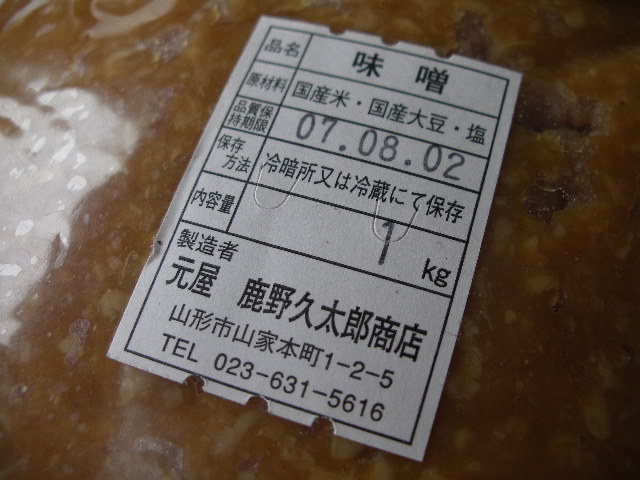 品名 味噌
原材料 国産米・国産大豆・塩
品質保持期限 07.08.02
保存方法 冷暗所又は冷蔵にて保存
内容量 1 kg
製造者
元屋 鹿野久太郎商店
山形市山家本町1-2-5
TEL 023-631-5616